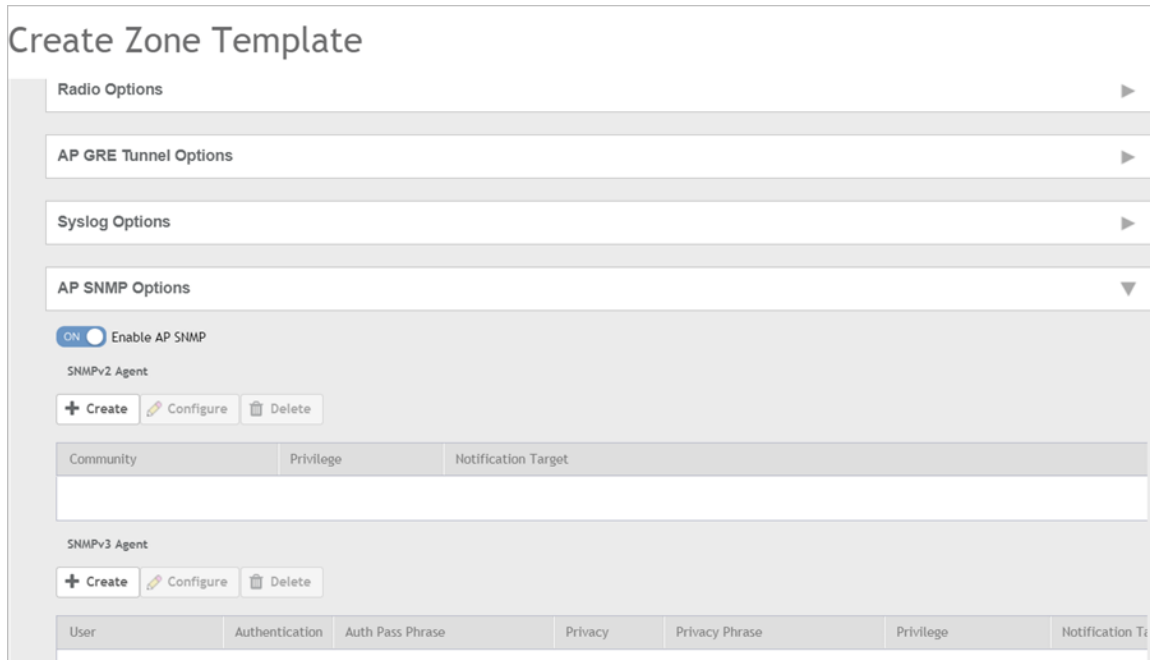 Create Zone Template
Radio Options
AP GRE Tunnel Options
Syslog Options
AP SNMP Options
ON Enable AP SNMP
SNMPv2 Agent
Create Configure Delete
Community Privilege Notification Target
SNMPv3 Agent
Create Configure Delete
User Authentication Auth Pass Phrase Privacy Privacy Phrase Privilege Notification